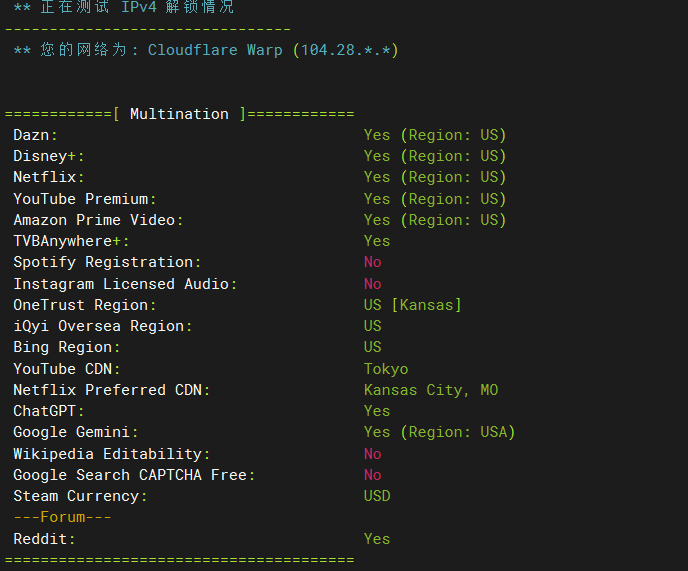 ** 正在测试 IPv4 解锁情况
--------------------------------
** 您的网络为: Cloudflare Warp (104.28.*.*)
============[ Multination ]============
Dazn: Yes (Region: US)
Disney+: Yes (Region: US)
Netflix: Yes (Region: US)
YouTube Premium: Yes (Region: US)
Amazon Prime Video: Yes (Region: US)
TVBAnywhere+: Yes
Spotify Registration: No
Instagram Licensed Audio: No
OneTrust Region: US [Kansas]
iQyi Oversea Region: US
Bing Region: US
YouTube CDN: Tokyo
Netflix Preferred CDN: Kansas City, MO
ChatGPT: Yes
Google Gemini: Yes (Region: USA)
Wikipedia Editability: No
Google Search CAPTCHA Free: No
Steam Currency: USD
---Forum---
Reddit: Yes
=======================================